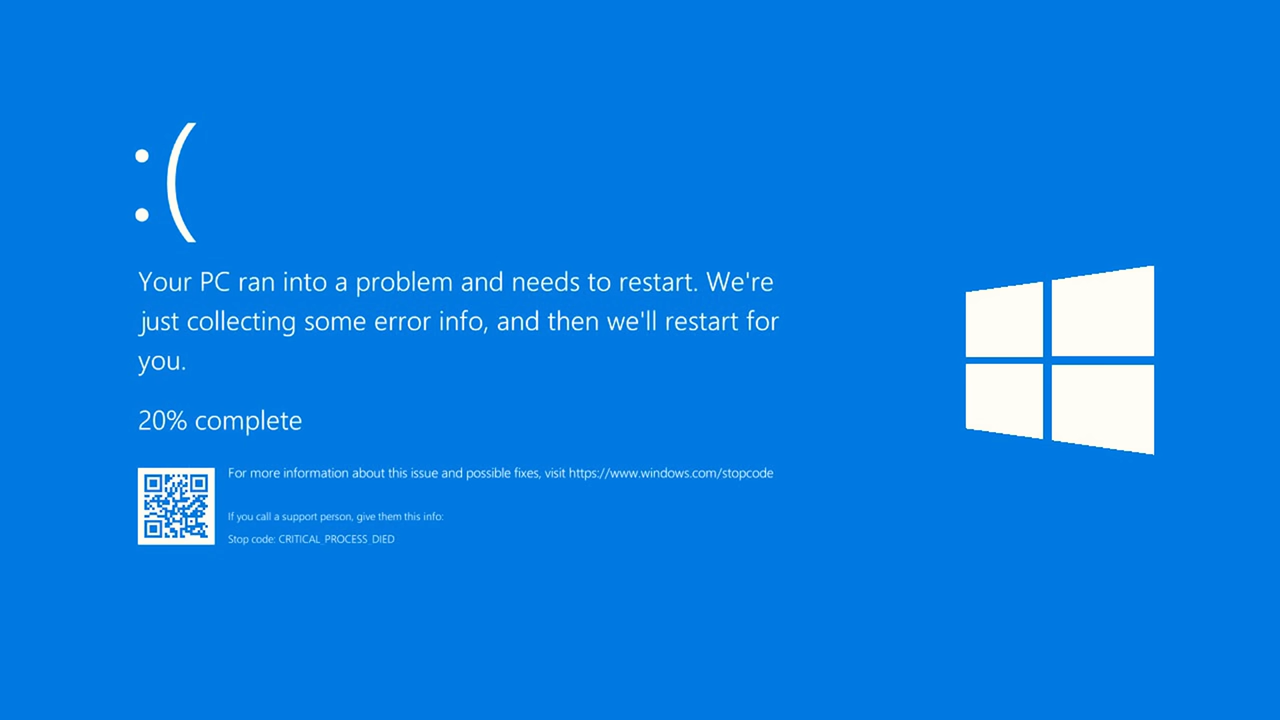 :(
Your PC ran into a problem and needs to restart. We're
just collecting some error info, and then we'll restart for
you.
20% complete
For more information about this issue and possible fixes, visit https://www.windows.com/stopcode
If you call a support person, give them this info:
Stop code: CRITICAL_PROCESS_DIED